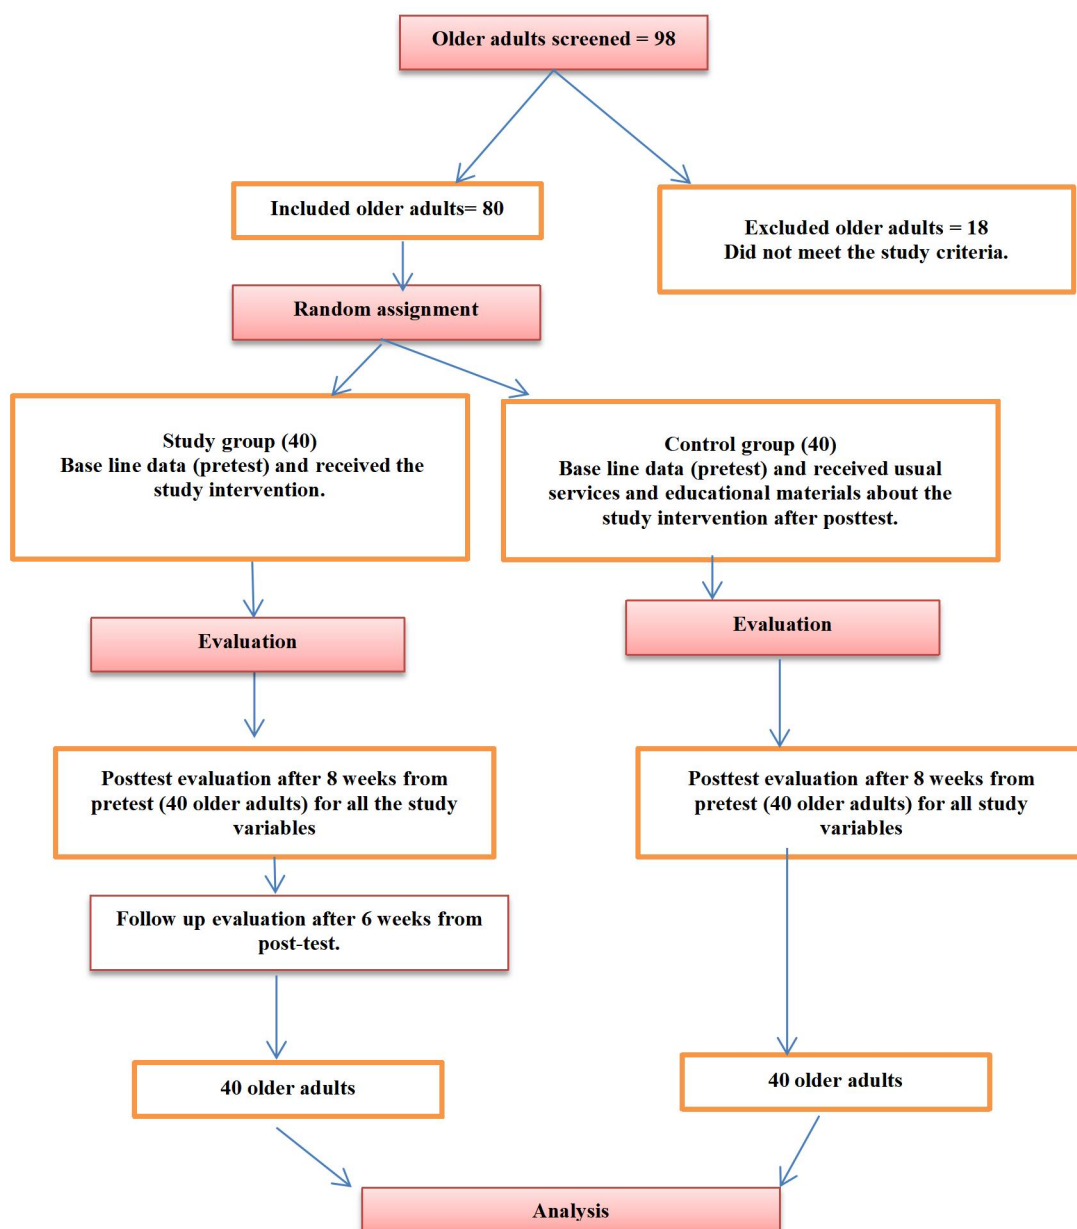 Older adults screened = 98
Included older adults= 80
Excluded older adults = 18
Did not meet the study criteria.
Random assignment
Study group (40)
Base line data (pretest) and received the
study intervention.
Control group (40)
Base line data (pretest) and received usual
services and educational materials about the
study intervention after posttest.
Evaluation
Evaluation
Posttest evaluation after 8 weeks from
pretest (40 older adults) for all the study
variables
Posttest evaluation after 8 weeks from
pretest (40 older adults) for all study
variables
Follow up evaluation after 6 weeks from
post-test.
40 older adults
40 older adults
Analysis